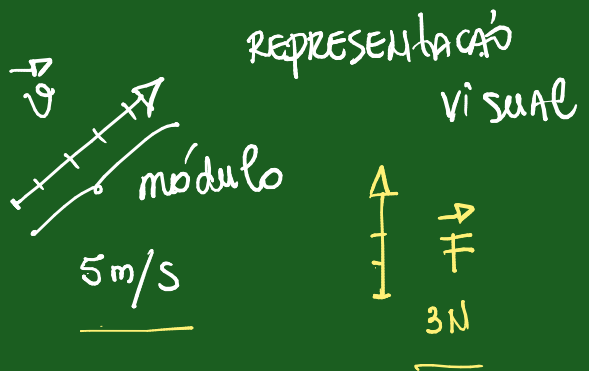 REPRESENtAÇÃO
VISUAL
v
módulo
5m/s
F
3N